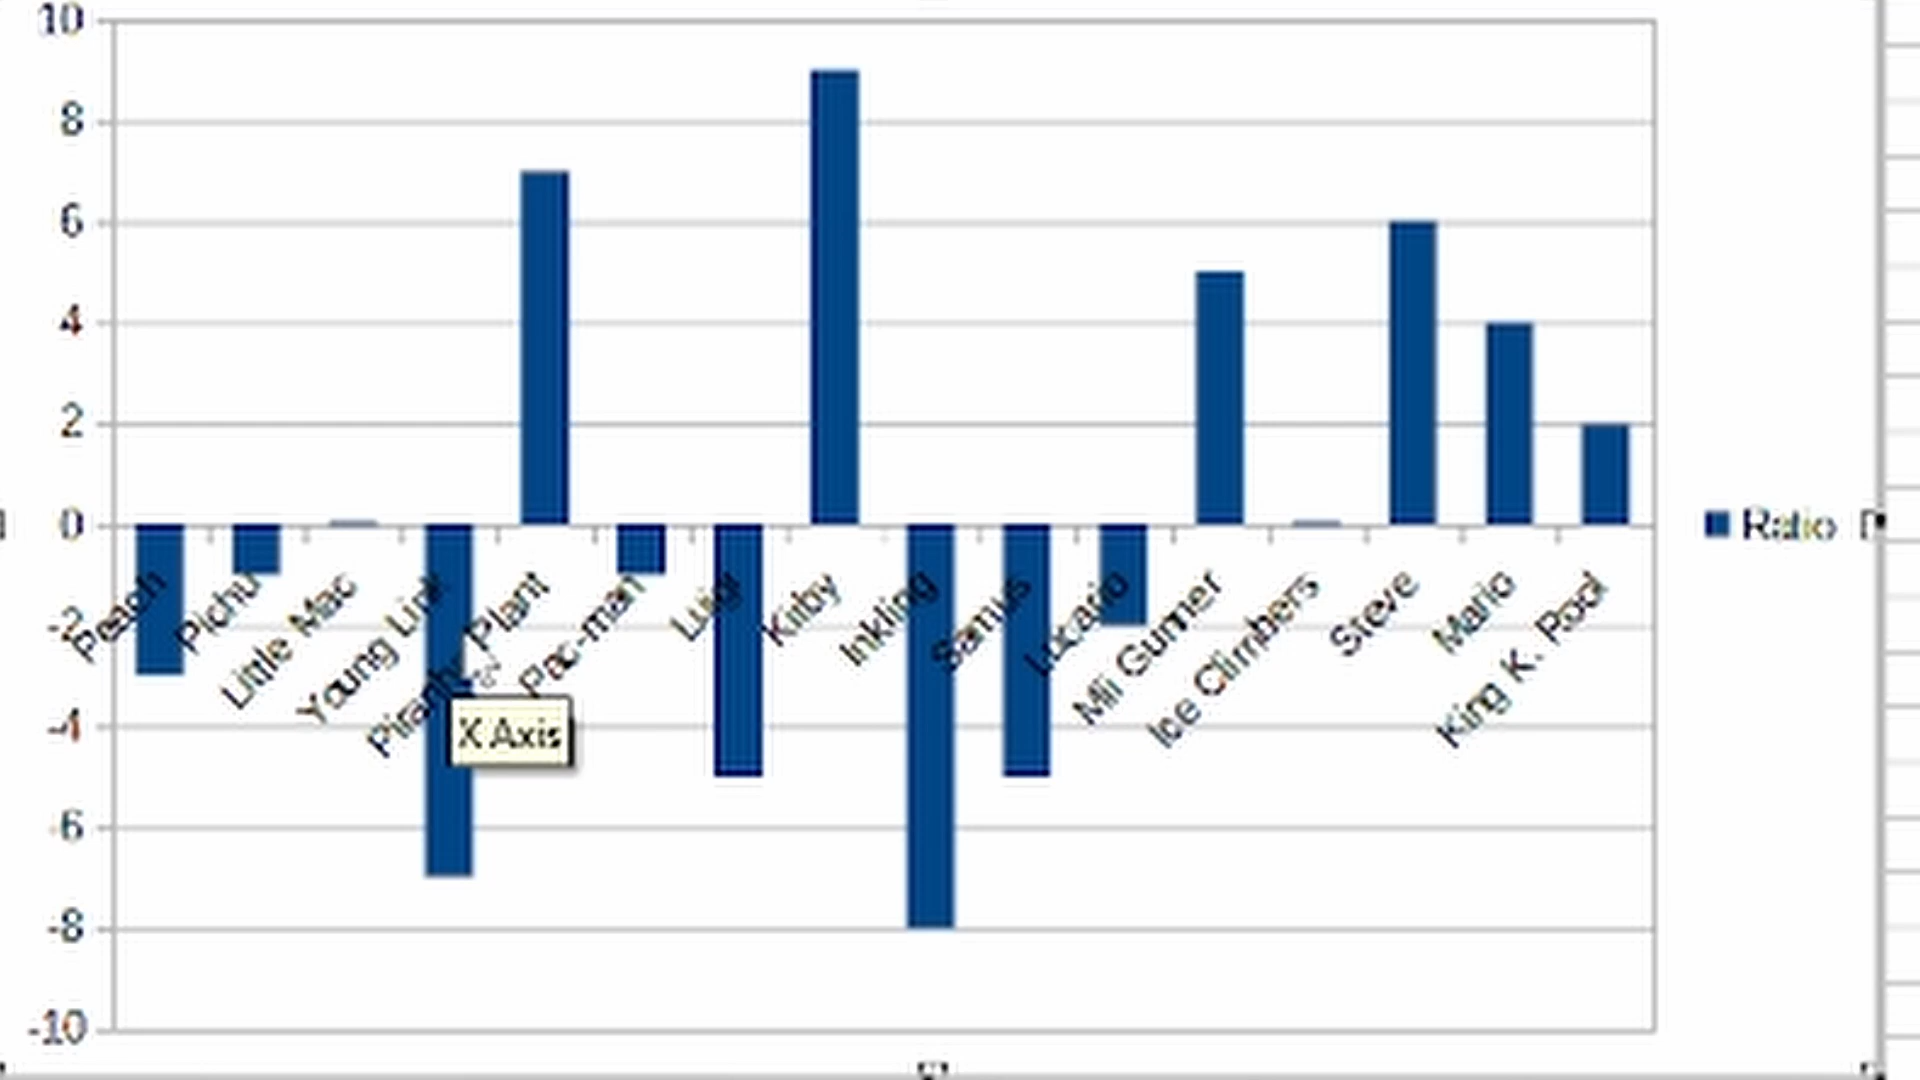 10
8
6
4
2
0
-2
-4
-6
-8
-10
Peach
Pichu
Little Mac
Young Link
Piranha Plant
Pac-man
Luigi
Kirby
Inkling
Samus
Lucario
Mii Gunner
Ice Climbers
Steve
Mario
King K. Rool
X Axis
Ratio